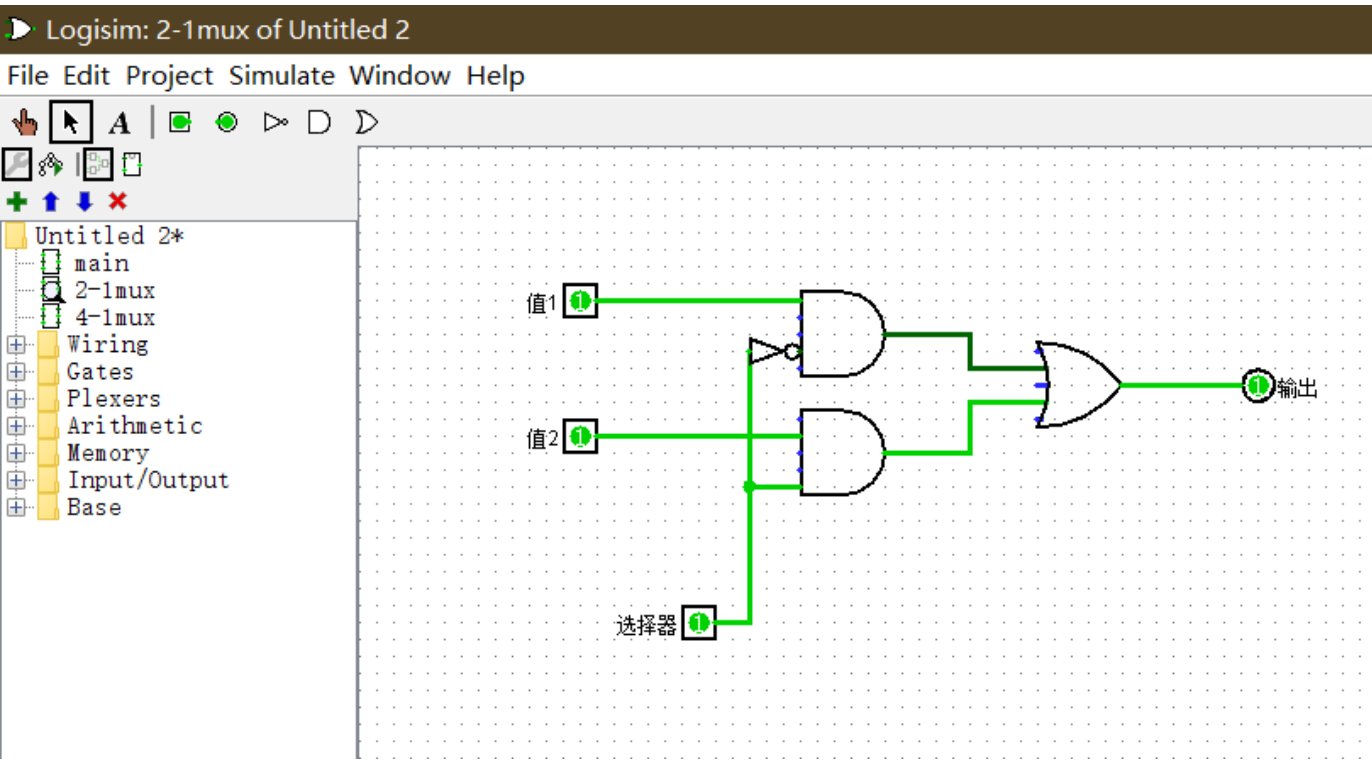 Logisim: 2-1mux of Untitled 2
File Edit Project Simulate Window Help
A
Untitled 2*
main
2-1mux
4-1mux
Wiring
Gates
Plexers
Arithmetic
Memory
Input/Output
Base
值1 1
值2 1
1 输出
选择器 1